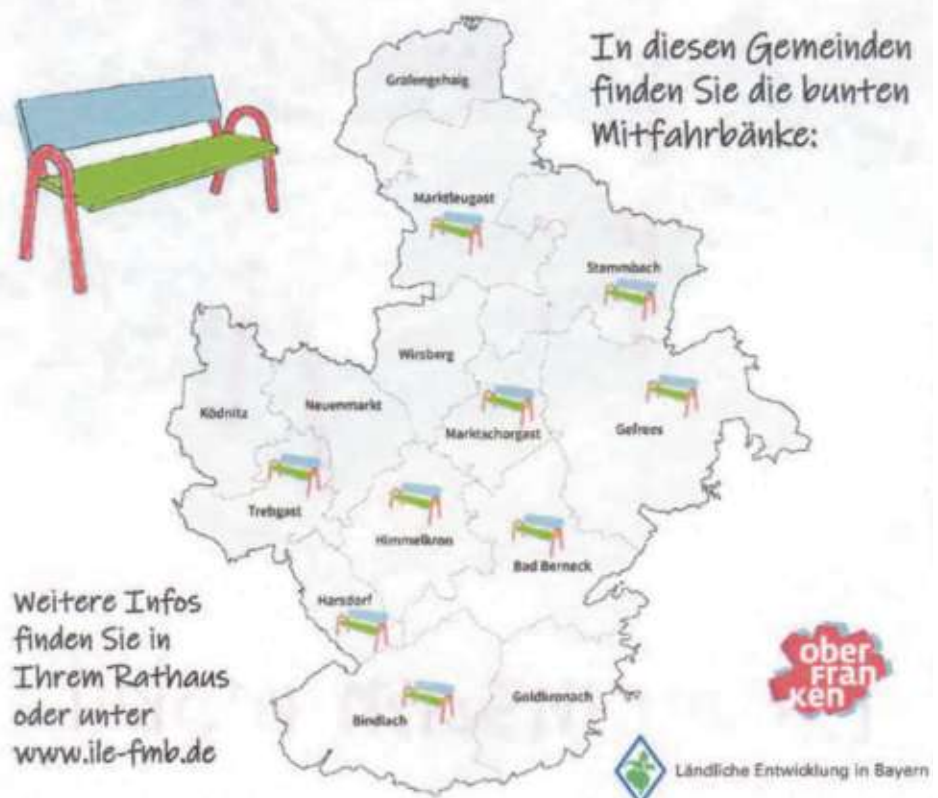 In diesen Gemeinden
finden Sie die bunten
Mitfahrbänke:
Grafengehaig
Marktleugast
Stammbach
Wirsberg
Ködnitz
Neuenmarkt
Marktschorgast
Gefrees
Trebgast
Himmelkron
Bad Berneck
Harsdorf
Goldkronach
Bindlach
Weitere Infos
finden Sie in
Ihrem Rathaus
oder unter
www.ile-fmb.de
ober
FRan
Ken
Ländliche Entwicklung in Bayern